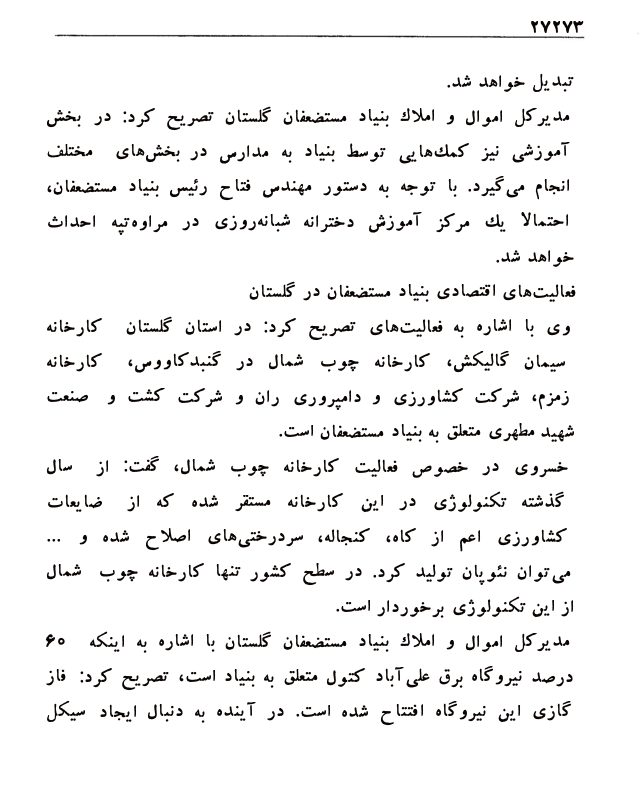 ۲۷۲۷۳
تبدیل خواهد شد.
مدیرکل اموال و املاك بنیاد مستضعفان گلستان تصریح کرد: در بخش
آموزشی نیز کمك‌هایی توسط بنیاد به مدارس در بخش‌های مختلف
انجام می‌گیرد. با توجه به دستور مهندس فتاح رئیس بنیاد مستضعفان،
احتمالا یك مرکز آموزش دخترانه شبانه‌روزی در مراوه‌تپه احداث
خواهد شد.
فعالیت‌های اقتصادی بنیاد مستضعفان در گلستان
وی با اشاره به فعالیت‌های تصریح کرد: در استان گلستان کارخانه
سیمان گالیکش، کارخانه چوب شمال در گنبدکاووس، کارخانه
زمزم، شرکت کشاورزی و دامپروری ران و شرکت کشت و صنعت
شهید مطهری متعلق به بنیاد مستضعفان است.
خسروی در خصوص فعالیت کارخانه چوب شمال، گفت: از سال
گذشته تکنولوژی در این کارخانه مستقر شده که از ضایعات
کشاورزی اعم از کاه، کنجاله، سردرختی‌های اصلاح شده و ...
می‌توان نئوپان تولید کرد. در سطح کشور تنها کارخانه چوب شمال
از این تکنولوژی برخوردار است.
مدیرکل اموال و املاك بنیاد مستضعفان گلستان با اشاره به اینکه ۶۰
درصد نیروگاه برق علی‌آباد کتول متعلق به بنیاد است، تصریح کرد: فاز
گازی این نیروگاه افتتاح شده است. در آینده به دنبال ایجاد سیکل